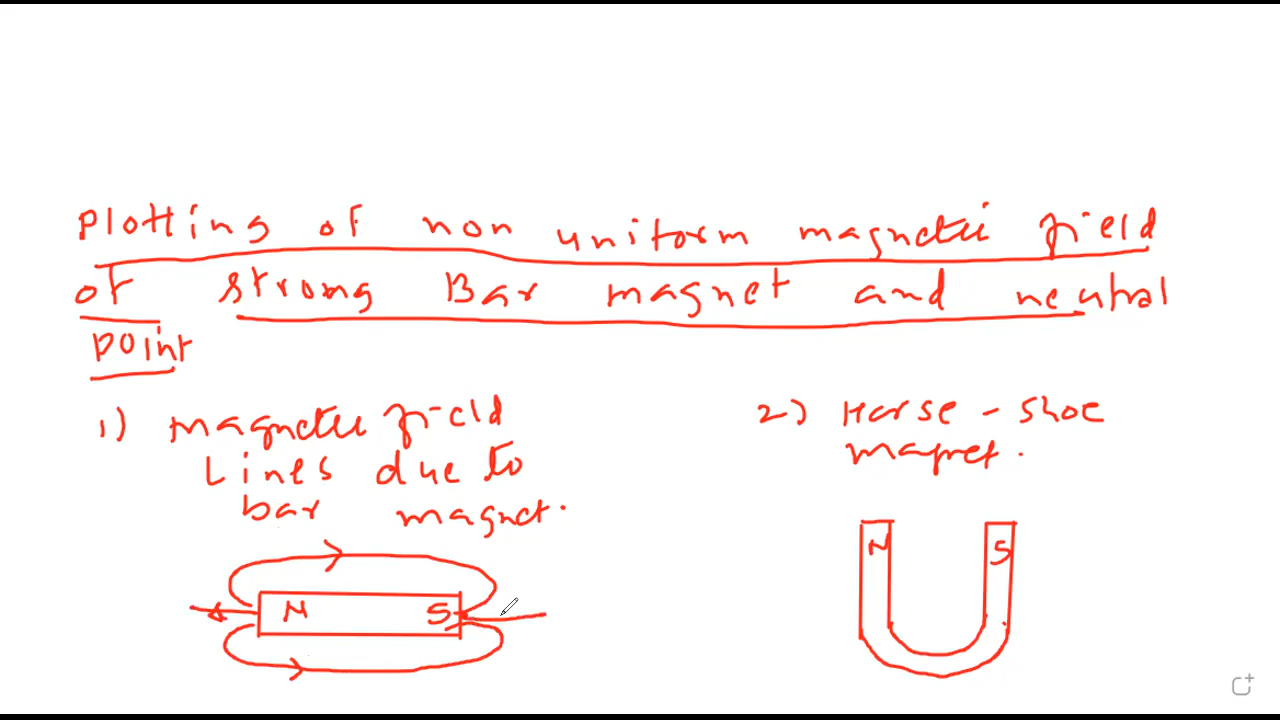 Plotting of non uniform magnetic field
of strong Bar magnet and neutral
point
1) magnetic field
Lines due to
bar magnet.
2) Horse - shoe
magnet.
N S
N S